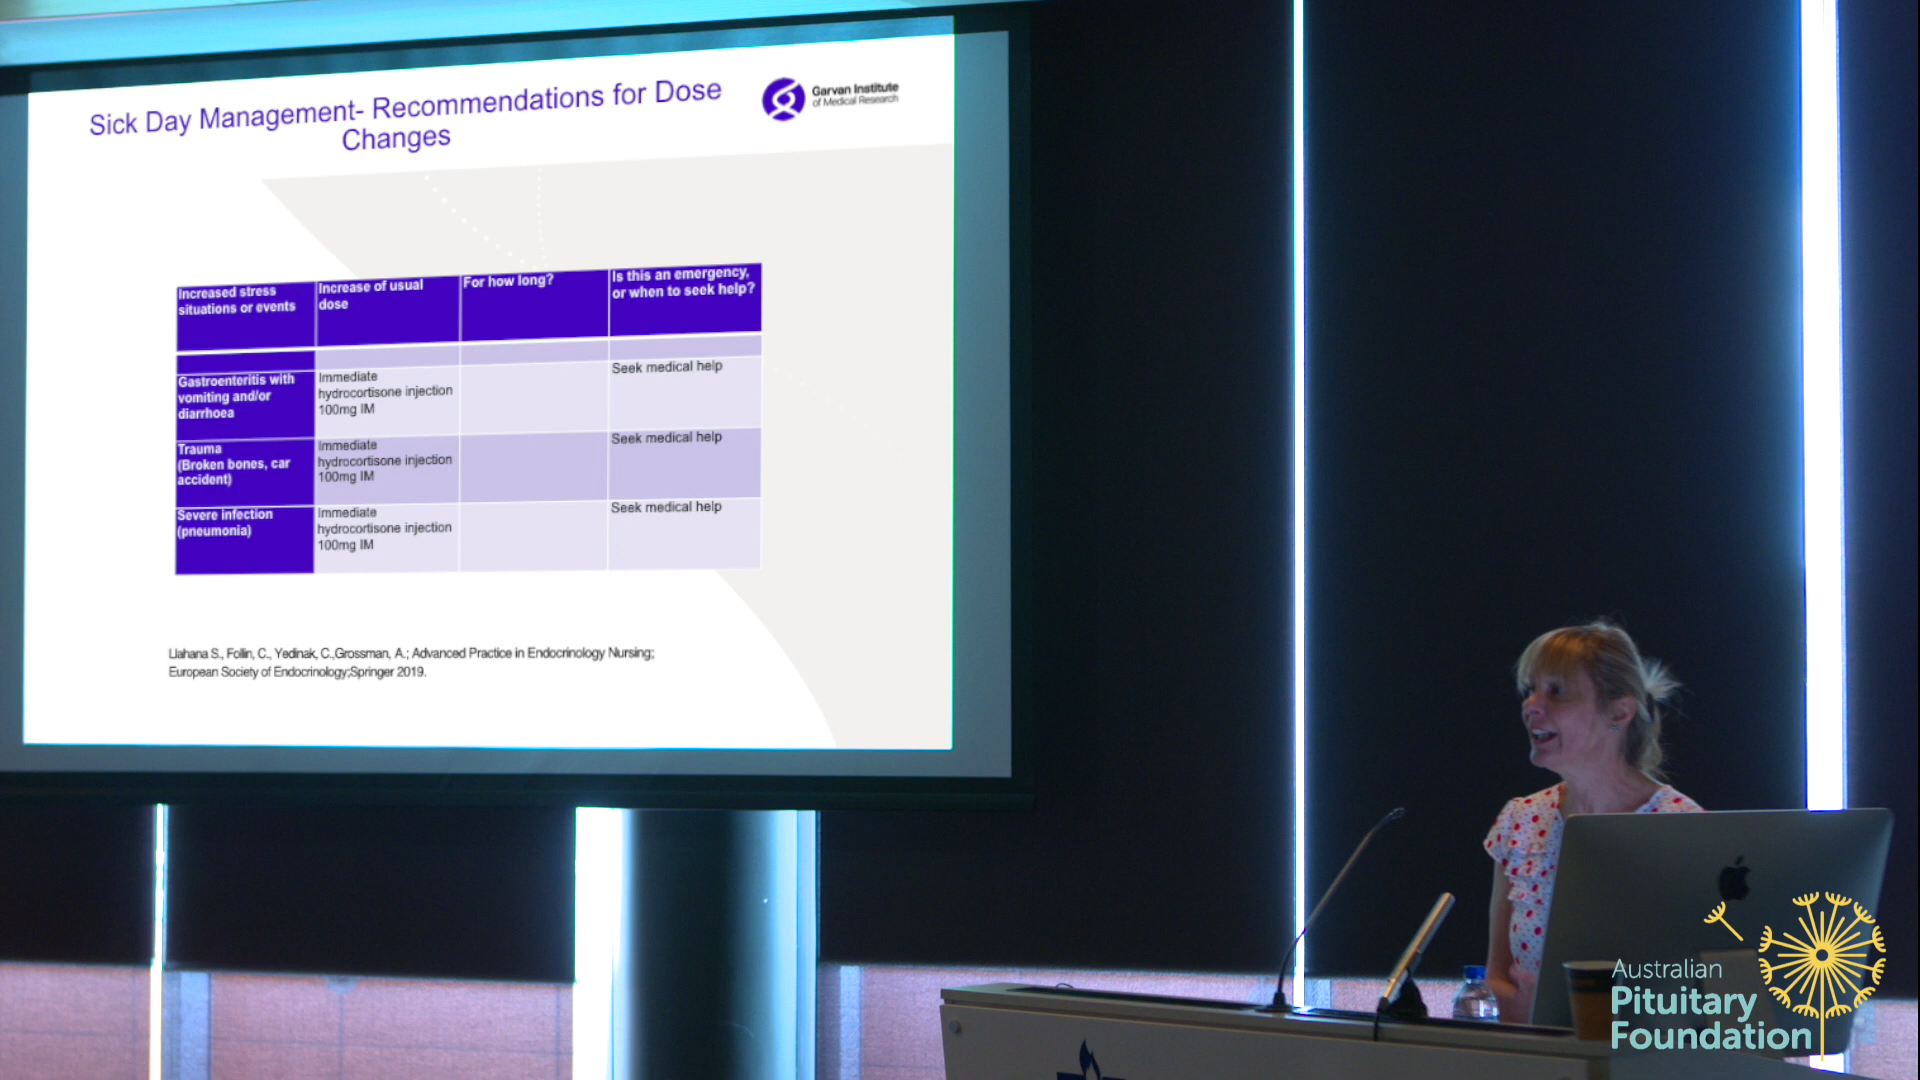 Sick Day Management- Recommendations for Dose
Changes
Garvan Institute
of Medical Research
Increased stress
situations or events
Increase of usual
dose
For how long?
Is this an emergency,
or when to seek help?
Gastroenteritis with
vomiting and/or
diarrhoea
Immediate
hydrocortisone injection
100mg IM
Seek medical help
Trauma
(Broken bones, car
accident)
Immediate
hydrocortisone injection
100mg IM
Seek medical help
Severe infection
(pneumonia)
Immediate
hydrocortisone injection
100mg IM
Seek medical help
Llahana S., Follin, C., Yedinak, C.,Grossman, A.; Advanced Practice in Endocrinology Nursing;
European Society of Endocrinology;Springer 2019.
Australian
Pituitary
Foundation